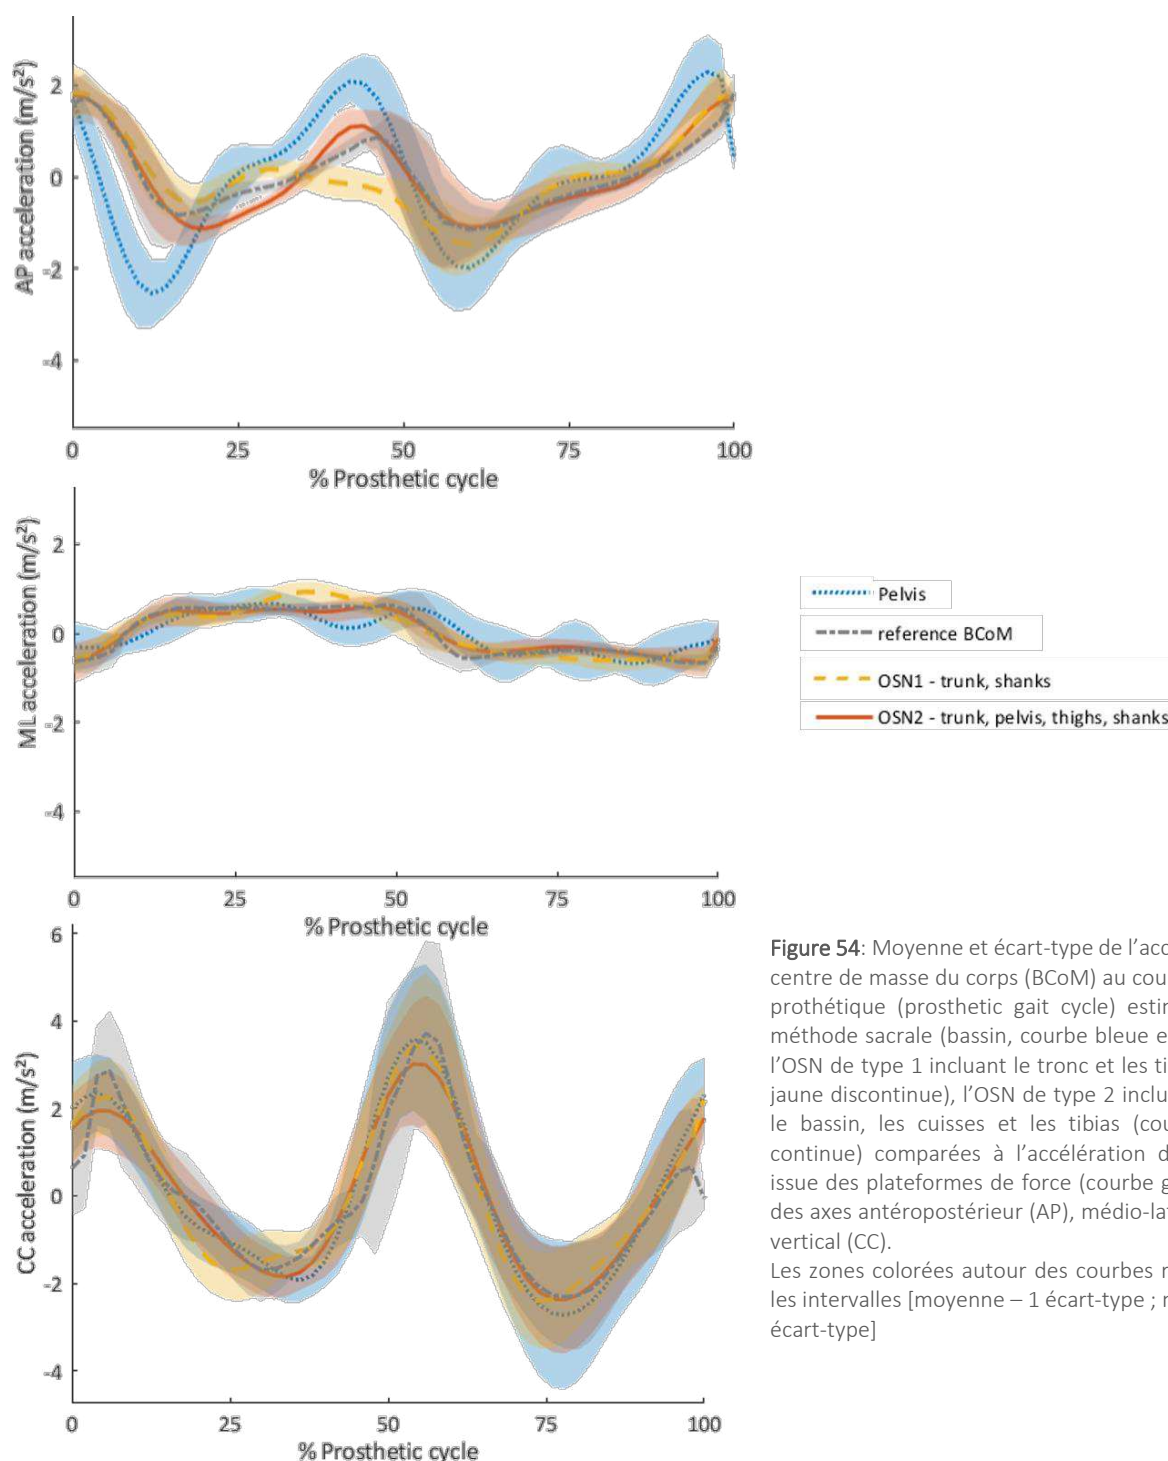 AP acceleration (m/s²)
2
0
-2
-4
0 25 50 75 100
% Prosthetic cycle
ML acceleration (m/s²)
2
0
-2
-4
0 25 50 75 100
% Prosthetic cycle
Pelvis
reference BCoM
OSN1 - trunk, shanks
OSN2 - trunk, pelvis, thighs, shanks
CC acceleration (m/s²)
6
4
2
0
-2
-4
0 25 50 75 100
% Prosthetic cycle
Figure 54: Moyenne et écart-type de l'acc
centre de masse du corps (BCoM) au cou
prothétique (prosthetic gait cycle) estir
méthode sacrale (bassin, courbe bleue e
l'OSN de type 1 incluant le tronc et les ti
jaune discontinue), l'OSN de type 2 inclu
le bassin, les cuisses et les tibias (cou
continue) comparées à l'accélération d
issue des plateformes de force (courbe g
des axes antéropostérieur (AP), médio-lat
vertical (CC).
Les zones colorées autour des courbes r
les intervalles [moyenne – 1 écart-type ; r
écart-type]